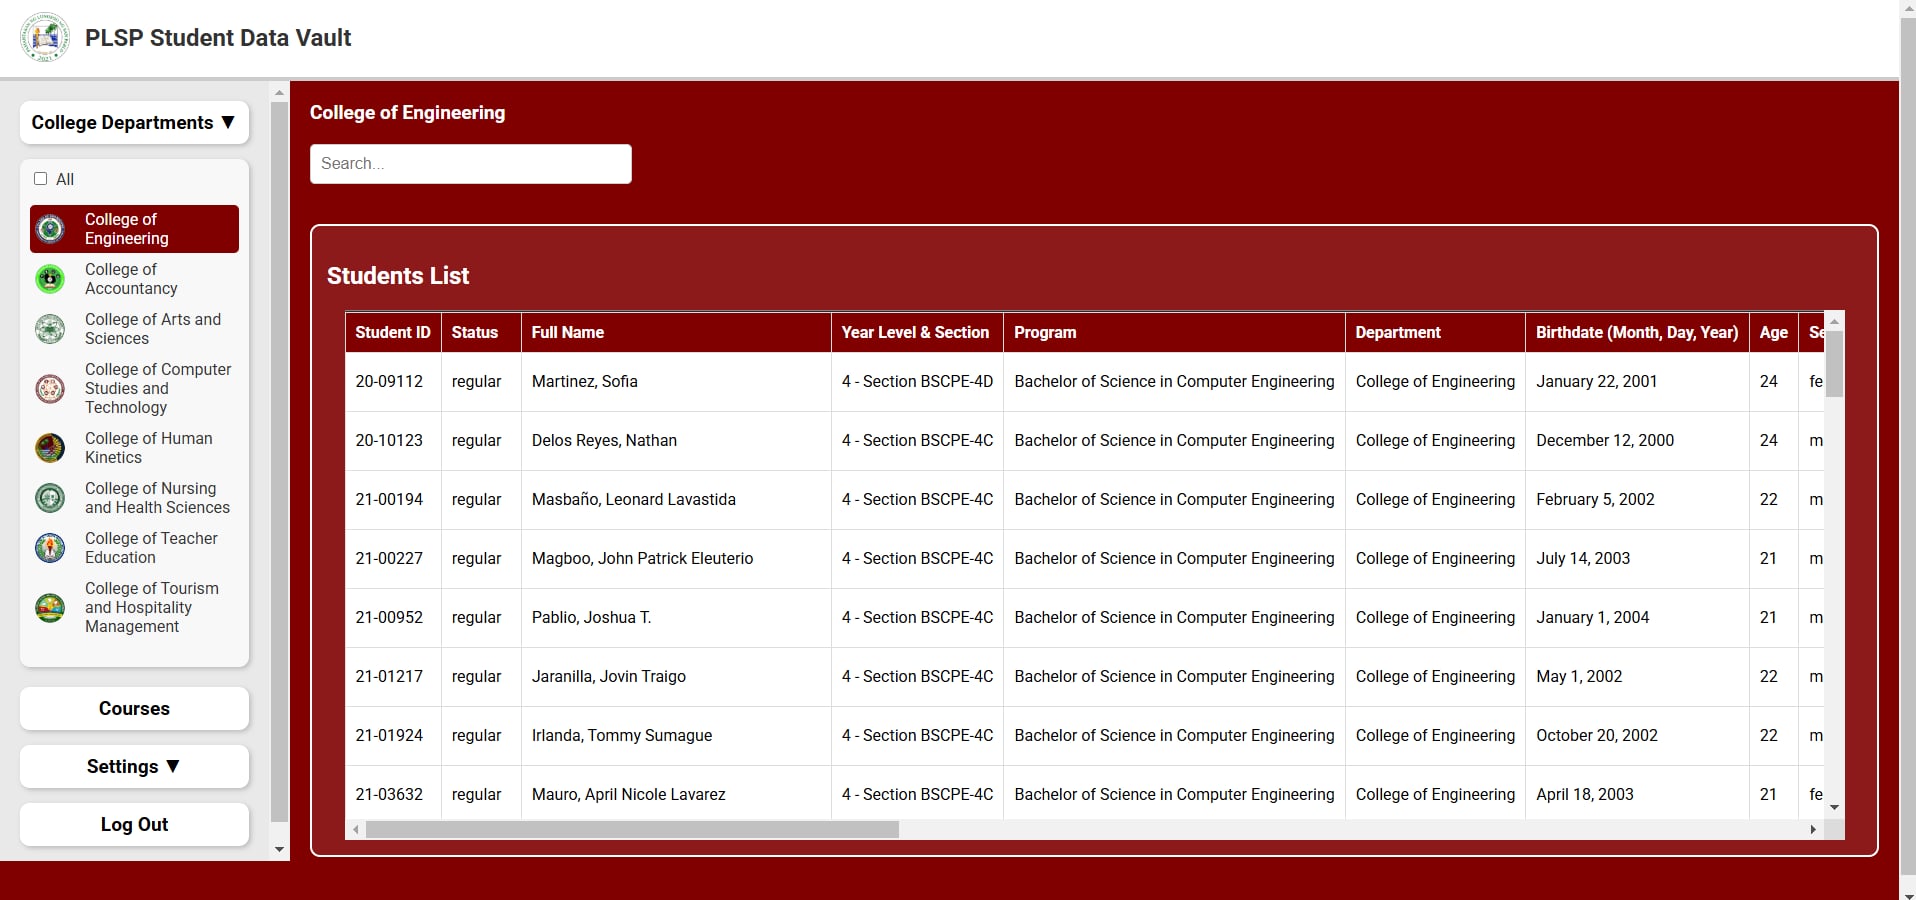 PLSP Student Data Vault
College Departments ▼
All
College of
Engineering
College of
Accountancy
College of Arts and
Sciences
College of Computer
Studies and
Technology
College of Human
Kinetics
College of Nursing
and Health Sciences
College of Teacher
Education
College of Tourism
and Hospitality
Management
Courses
Settings ▼
Log Out
College of Engineering
Search...
Students List
Student ID Status Full Name Year Level & Section Program Department Birthdate (Month, Day, Year) Age Se
20-09112 regular Martinez, Sofia 4 - Section BSCPE-4D Bachelor of Science in Computer Engineering College of Engineering January 22, 2001 24 fe
20-10123 regular Delos Reyes, Nathan 4 - Section BSCPE-4C Bachelor of Science in Computer Engineering College of Engineering December 12, 2000 24 m
21-00194 regular Masbaño, Leonard Lavastida 4 - Section BSCPE-4C Bachelor of Science in Computer Engineering College of Engineering February 5, 2002 22 m
21-00227 regular Magboo, John Patrick Eleuterio 4 - Section BSCPE-4C Bachelor of Science in Computer Engineering College of Engineering July 14, 2003 21 m
21-00952 regular Pablio, Joshua T. 4 - Section BSCPE-4C Bachelor of Science in Computer Engineering College of Engineering January 1, 2004 21 m
21-01217 regular Jaranilla, Jovin Traigo 4 - Section BSCPE-4C Bachelor of Science in Computer Engineering College of Engineering May 1, 2002 22 m
21-01924 regular Irlanda, Tommy Sumague 4 - Section BSCPE-4C Bachelor of Science in Computer Engineering College of Engineering October 20, 2002 22 m
21-03632 regular Mauro, April Nicole Lavarez 4 - Section BSCPE-4C Bachelor of Science in Computer Engineering College of Engineering April 18, 2003 21 fe